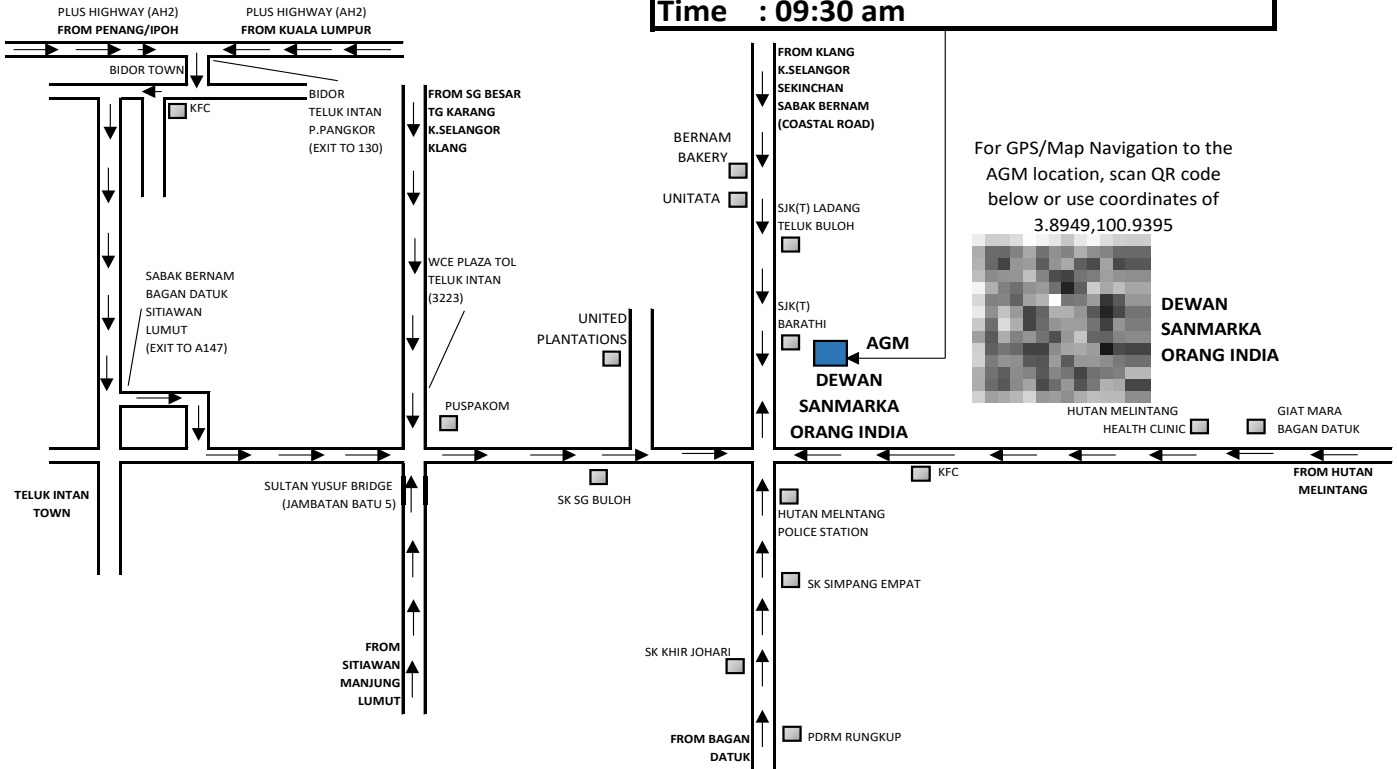 Time : 09:30 am
PLUS HIGHWAY (AH2)
FROM PENANG/IPOH
PLUS HIGHWAY (AH2)
FROM KUALA LUMPUR
BIDOR TOWN
KFC
BIDOR
TELUK INTAN
P.PANGKOR
(EXIT TO 130)
FROM SG BESAR
TG KARANG
K.SELANGOR
KLANG
FROM KLANG
K.SELANGOR
SEKINCHAN
SABAK BERNAM
(COASTAL ROAD)
BERNAM
BAKERY
UNITATA
SJK(T) LADANG
TELUK BULOH
For GPS/Map Navigation to the
AGM location, scan QR code
below or use coordinates of
3.8949,100.9395
DEWAN
SANMARKA
ORANG INDIA
SABAK BERNAM
BAGAN DATUK
SITIAWAN
LUMUT
(EXIT TO A147)
WCE PLAZA TOL
TELUK INTAN
(3223)
UNITED
PLANTATIONS
SJK(T)
BARATHI
AGM
DEWAN
SANMARKA
ORANG INDIA
PUSPAKOM
HUTAN MELINTANG
HEALTH CLINIC
GIAT MARA
BAGAN DATUK
TELUK INTAN
TOWN
SULTAN YUSUF BRIDGE
(JAMBATAN BATU 5)
SK SG BULOH
KFC
FROM HUTAN
MELINTANG
HUTAN MELNTANG
POLICE STATION
SK SIMPANG EMPAT
FROM
SITIAWAN
MANJUNG
LUMUT
SK KHIR JOHARI
FROM BAGAN
DATUK
PDRM RUNGKUP